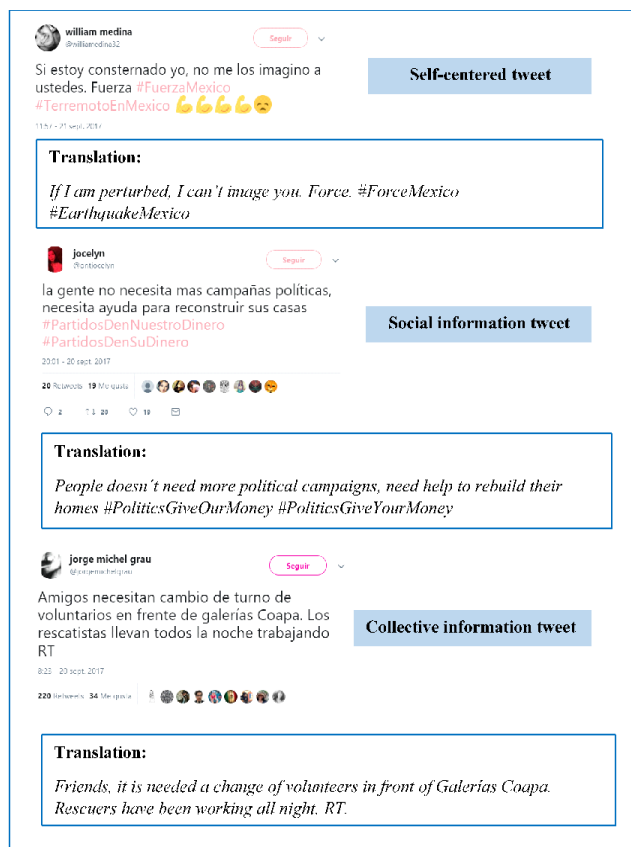 william medina
@williamedina32
Seguir
Si estoy consternado yo, no me los imagino a
ustedes. Fuerza #FuerzaMexico
#TerremotoEnMexico 💪💪💪💪😞
11:57 - 21 sept. 2017
Self-centered tweet
Translation:
If I am perturbed, I can't image you. Force. #ForceMexico
#EarthquakeMexico
jocelyn
Seguir
la gente no necesita mas campañas políticas,
necesita ayuda para reconstruir sus casas
#PartidosDenNuestroDinero
#PartidosDenSuDinero
20:01 - 20 sept. 2017
20 Retweets 19 Me gusta
2 20 19
Social information tweet
Translation:
People doesn´t need more political campaigns, need help to rebuild their
homes #PoliticsGiveOurMoney #PoliticsGiveYourMoney
jorge michel grau
@jorgemichelgrau
Seguir
Amigos necesitan cambio de turno de
voluntarios en frente de galerías Coapa. Los
rescatistas llevan todos la noche trabajando
RT
8:23 - 20 sept. 2017
220 Retweets 34 Me gusta
Collective information tweet
Translation:
Friends, it is needed a change of volunteers in front of Galerías Coapa.
Rescuers have been working all night. RT.